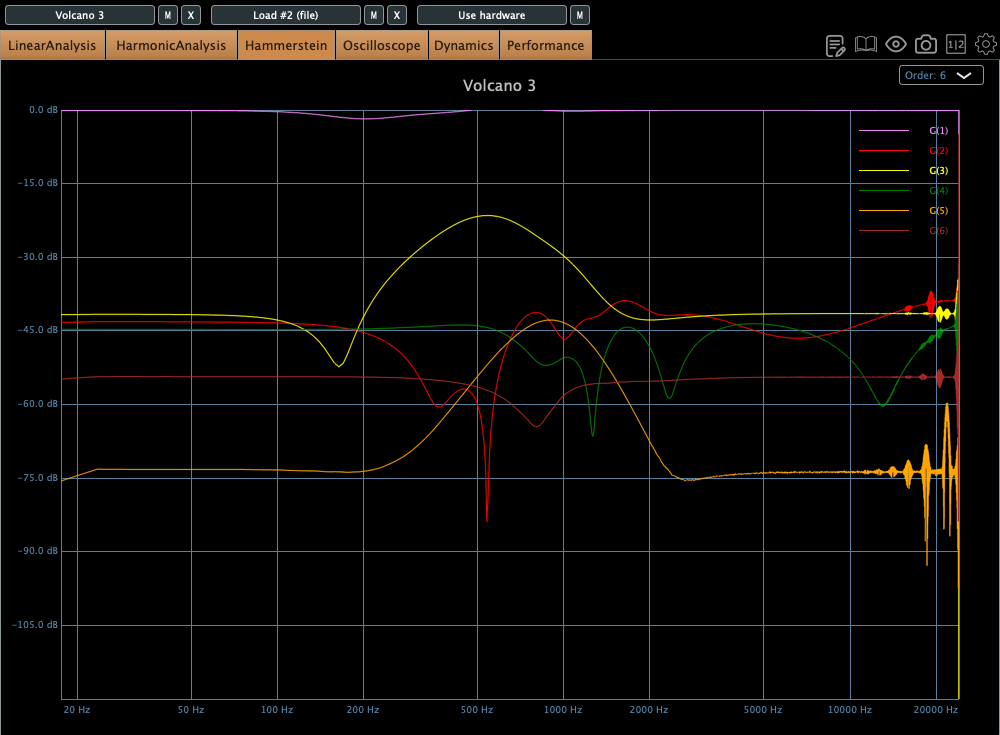 Volcano 3 M X Load #2 (file) M X Use hardware M
LinearAnalysis HarmonicAnalysis Hammerstein Oscilloscope Dynamics Performance 1|2
Order: 6
Volcano 3
0.0 dB
G(1)
G(2)
G(3)
-15.0 dB
G(4)
G(5)
G(6)
-30.0 dB
-45.0 dB
-60.0 dB
-75.0 dB
-90.0 dB
-105.0 dB
20 Hz 50 Hz 100 Hz 200 Hz 500 Hz 1000 Hz 2000 Hz 5000 Hz 10000 Hz 20000 Hz